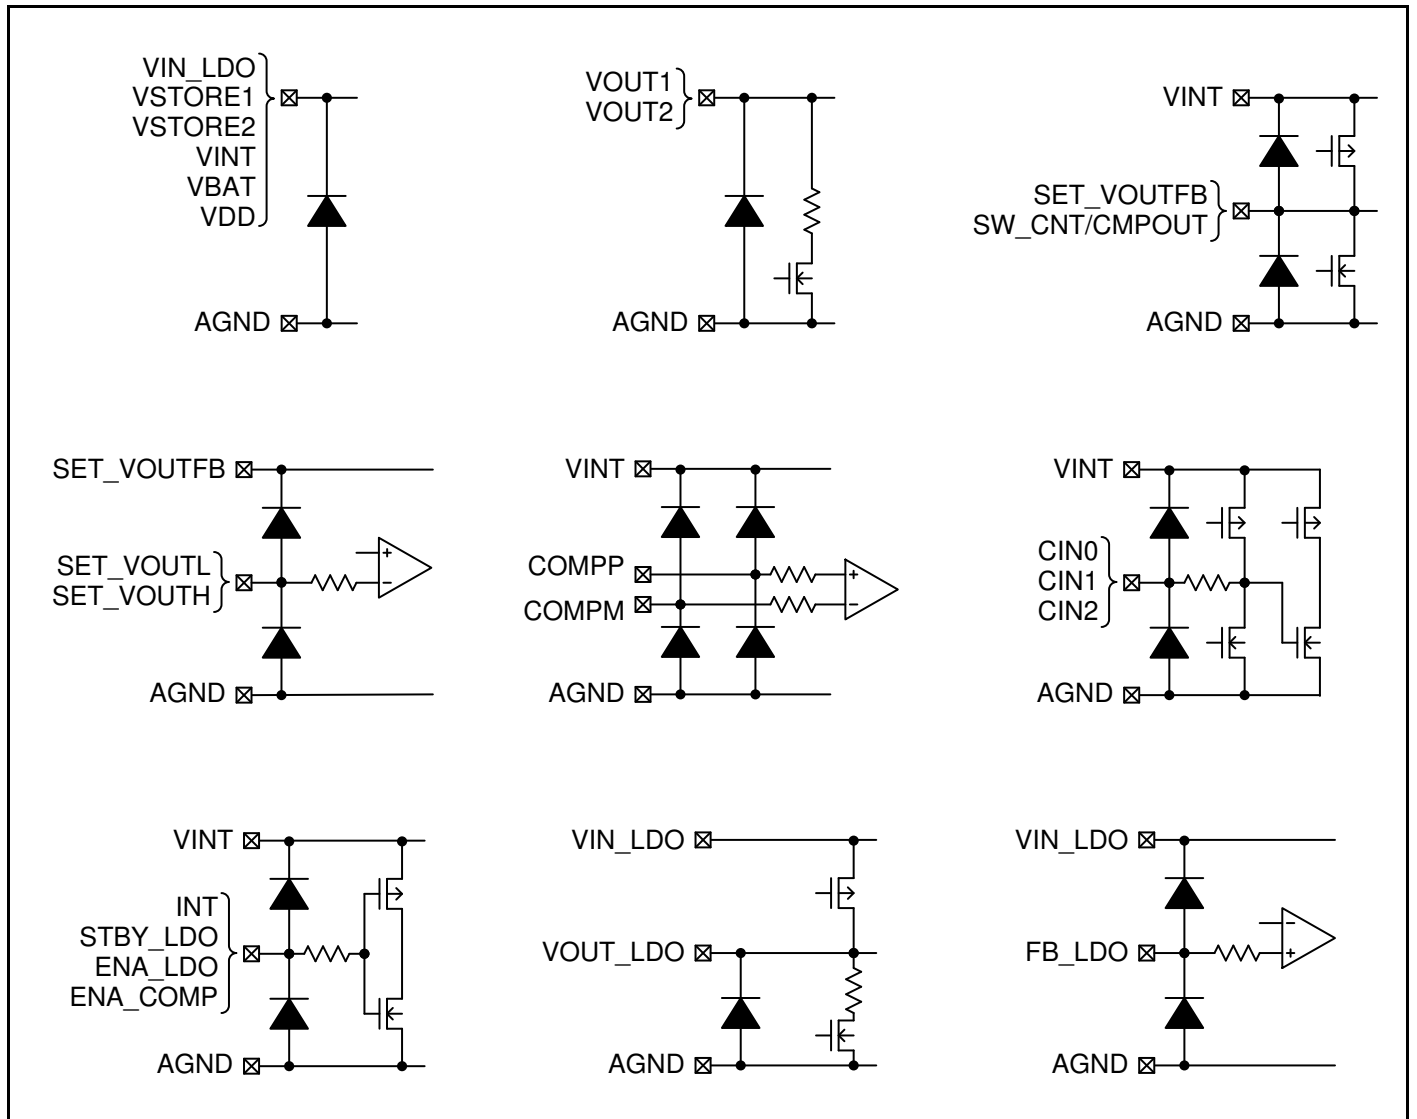 VIN_LDO
VSTORE1
VSTORE2
VINT
VBAT
VDD
AGND
VOUT1
VOUT2
AGND
VINT
SET_VOUTFB
SW_CNT/CMPOUT
AGND
SET_VOUTFB
SET_VOUTL
SET_VOUTH
+
−
AGND
VINT
COMPP
COMPM
+
−
AGND
VINT
CIN0
CIN1
CIN2
AGND
VINT
INT
STBY_LDO
ENA_LDO
ENA_COMP
AGND
VIN_LDO
VOUT_LDO
AGND
VIN_LDO
FB_LDO
−
+
AGND